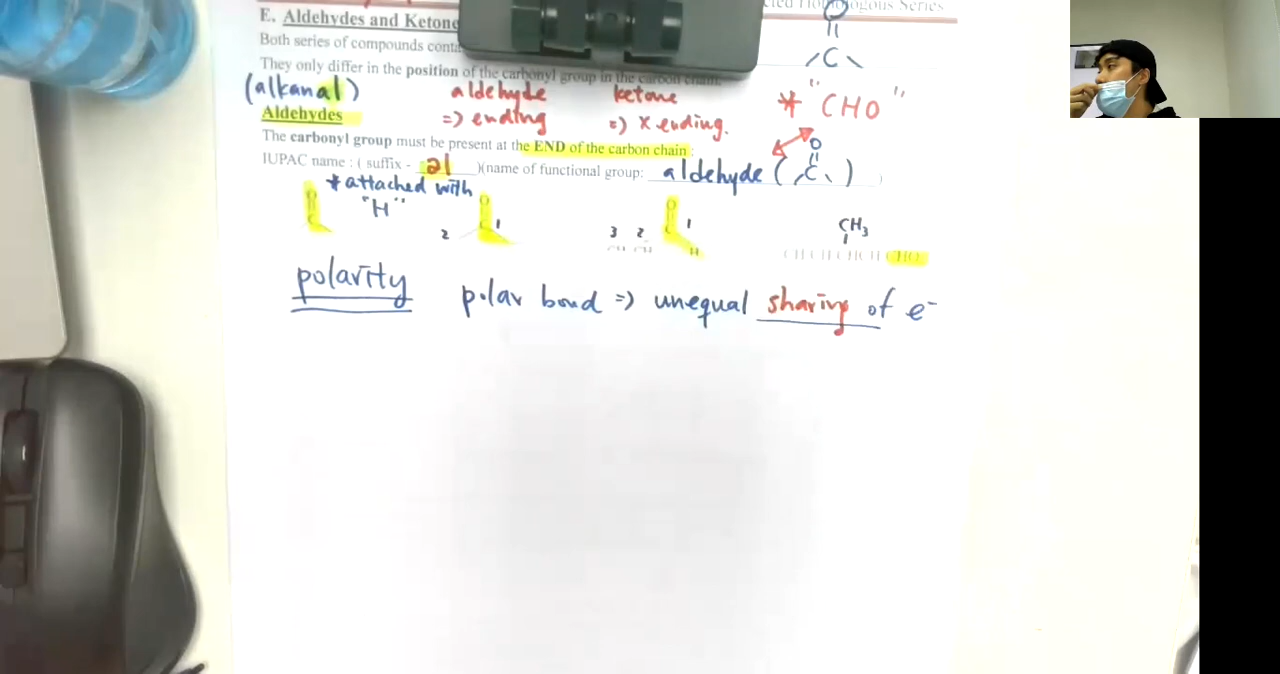 Homologous Series
E. Aldehydes and Ketone
Both series of compounds
They only differ in the position of the carbonyl group in the carbon chain.
O
C
(alkanal) aldehyde ketone * "CHO"
Aldehydes => ending => x ending.
The carbonyl group must be present at the END of the carbon chain :
IUPAC name : ( suffix - al )(name of functional group: aldehyde ( O C ) )
*attached with
"H"
O C
2 O C 1
3 2 O 1 H
CH3
CHO
polarity polar bond => unequal sharing of e-